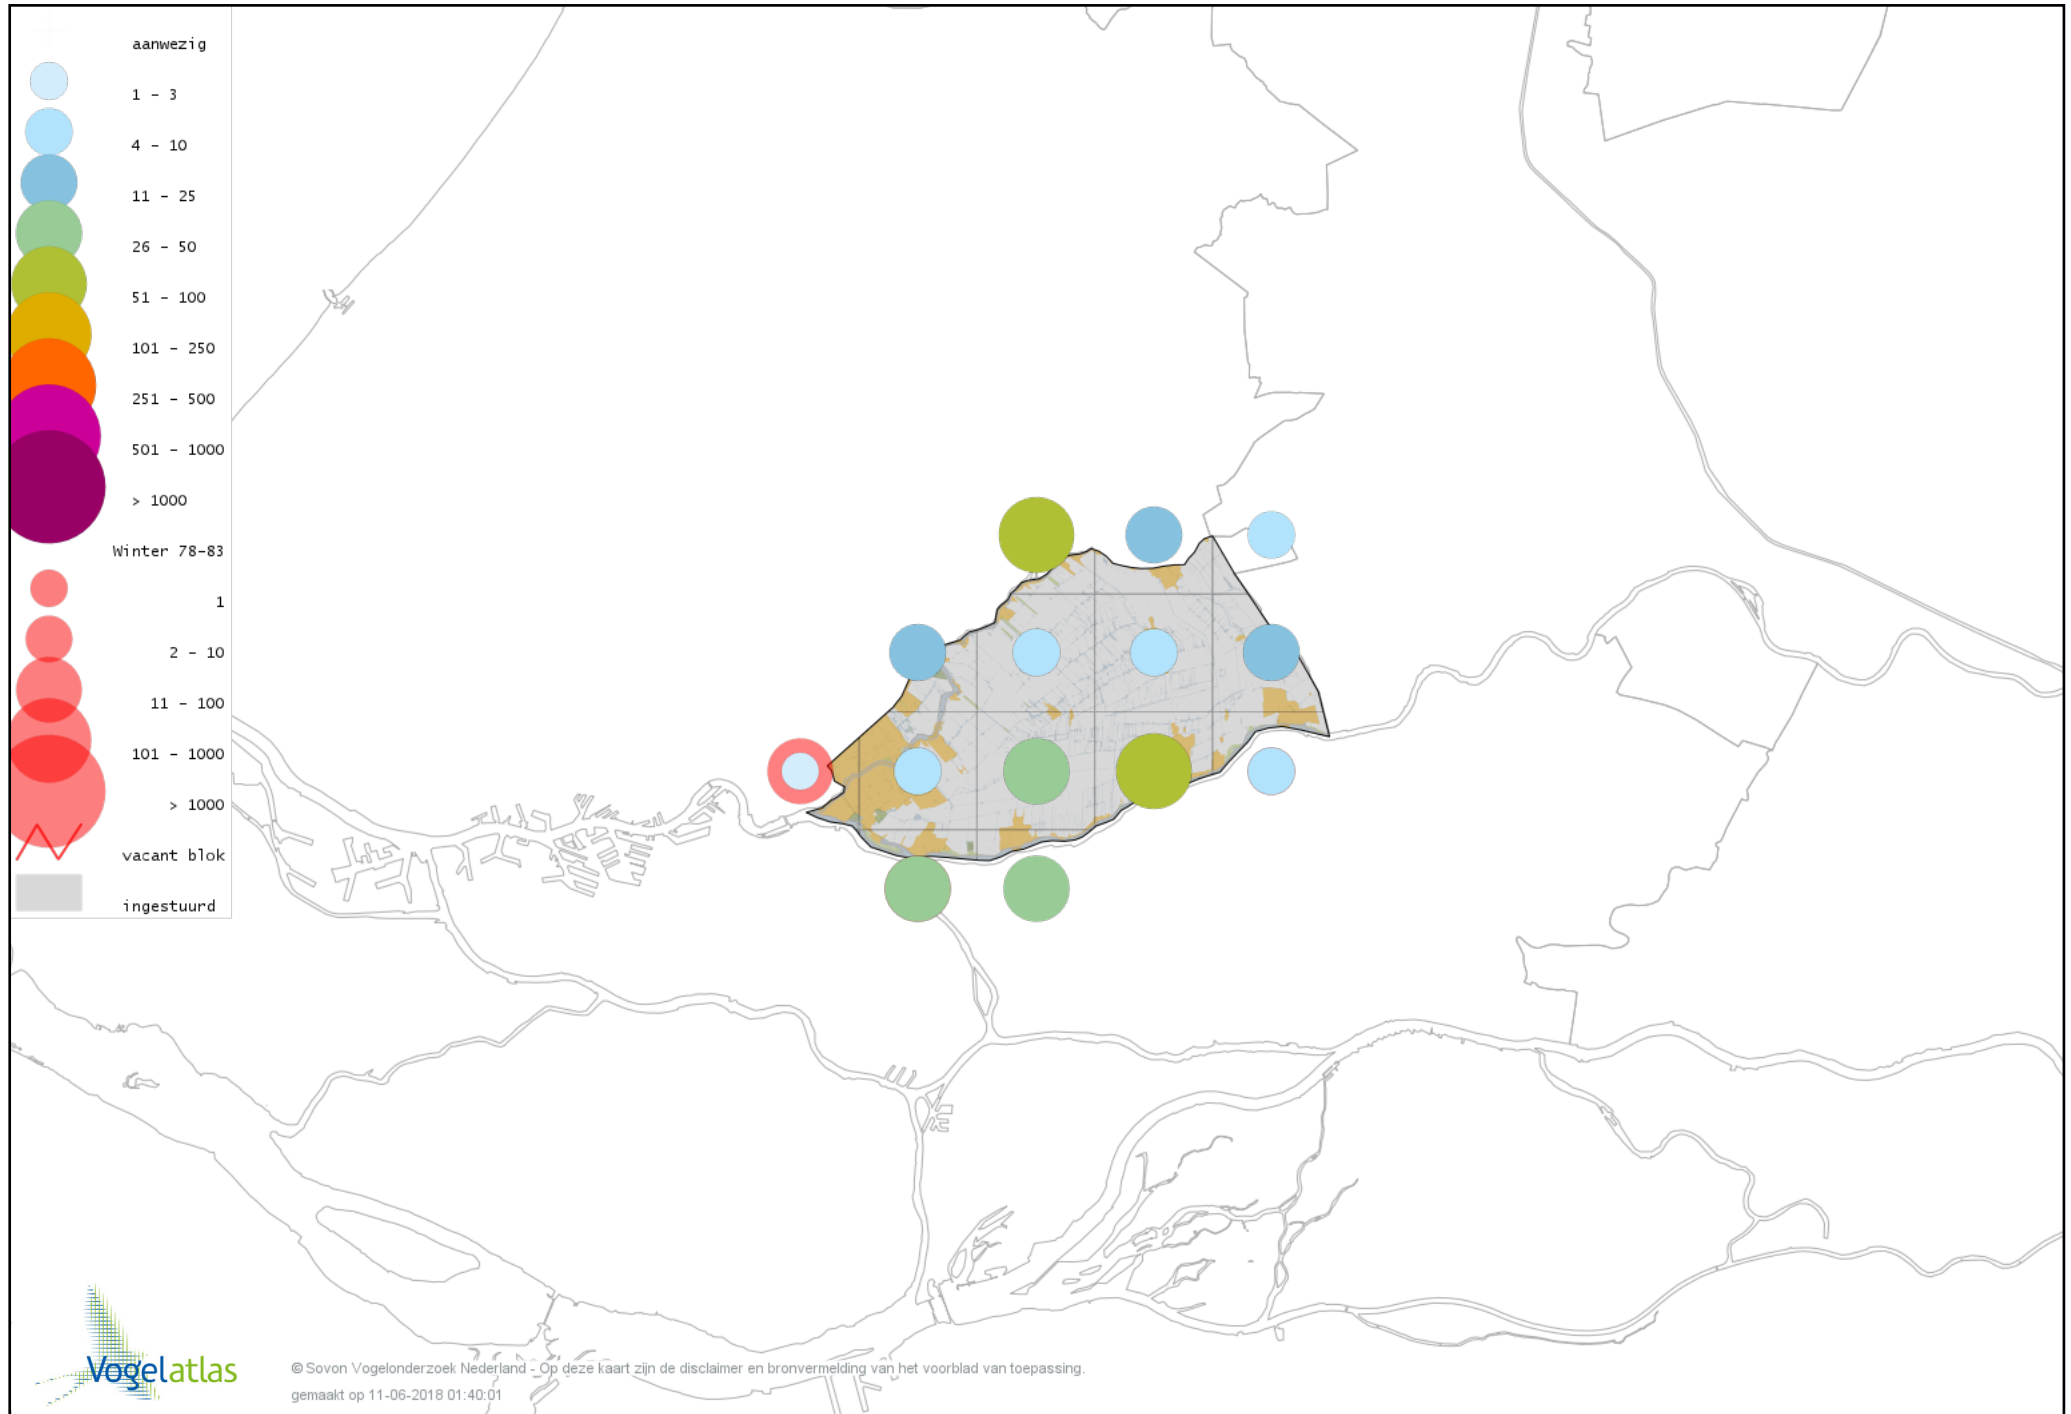 aanwezig
1 - 3
4 - 10
11 - 25
26 - 50
51 - 100
101 - 250
251 - 500
501 - 1000
> 1000
Winter 78-83
1
2 - 10
11 - 100
101 - 1000
> 1000
vacant blok
ingestuurd
Vogelatlas
© Sovon Vogelonderzoek Nederland - Op deze kaart zijn de disclaimer en bronvermelding van het voorblad van toepassing.
gemaakt op 11-06-2018 01:40:01